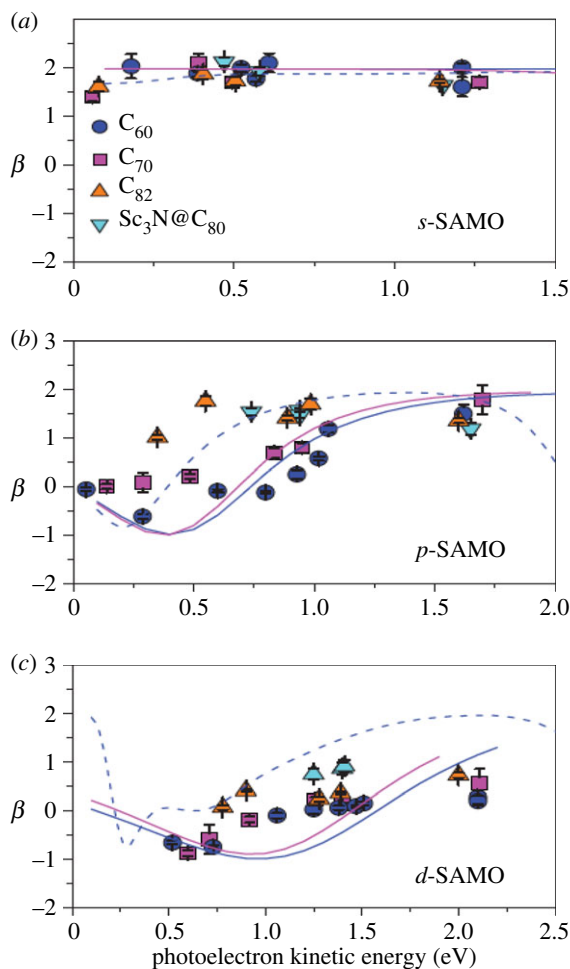 (a)
3
2
1
β 0
−1
−2
C60
C70
C82
Sc3N@C80
s-SAMO
0 0.5 1.0 1.5
(b)
3
2
1
β 0
−1
−2
p-SAMO
0 0.5 1.0 1.5 2.0
(c)
3
2
1
β 0
−1
−2
d-SAMO
0 0.5 1.0 1.5 2.0 2.5
photoelectron kinetic energy (eV)